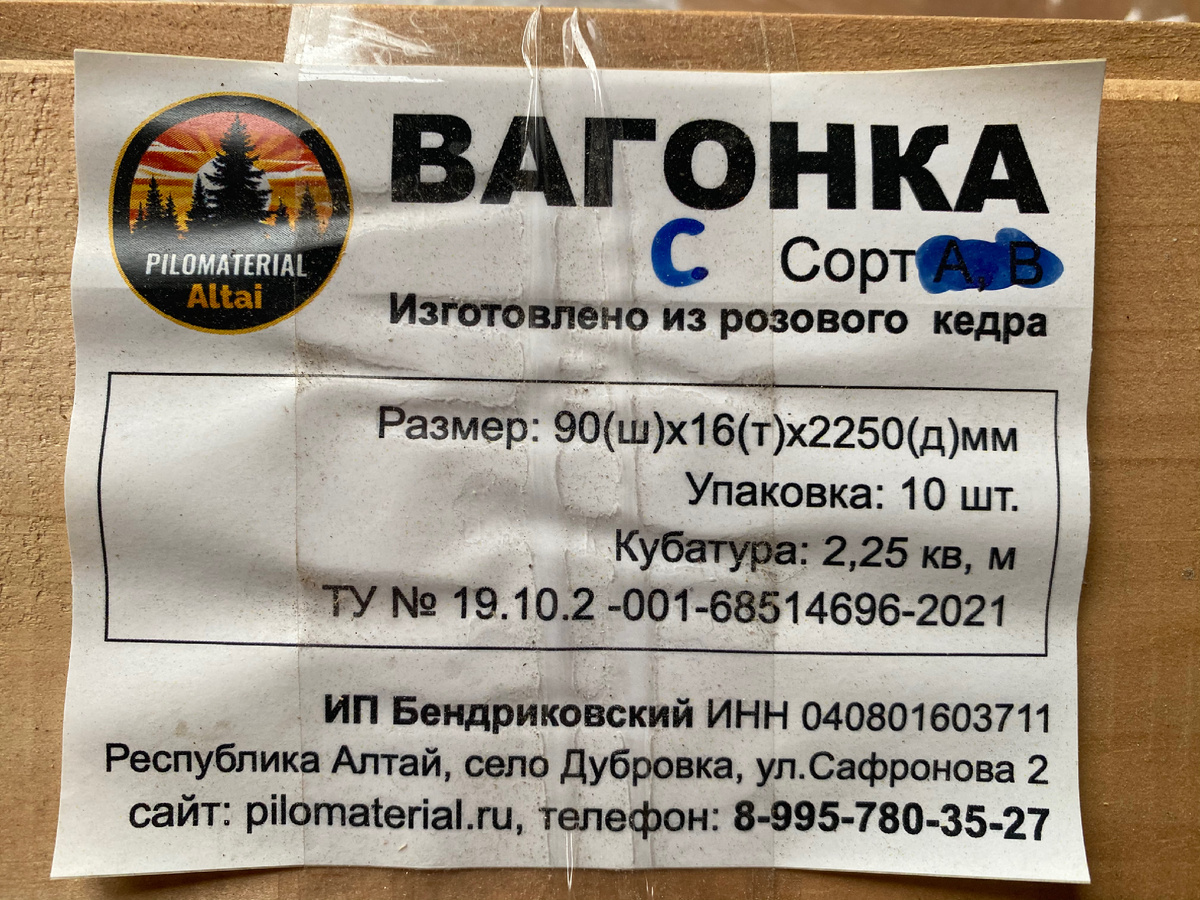 PILOMATERIAL
Altai
ВАГОНКА
С Сорт А, В
Изготовлено из розового кедра
Размер: 90(ш)х16(т)х2250(д)мм
Упаковка: 10 шт.
Кубатура: 2,25 кв, м
ТУ № 19.10.2 -001-68514696-2021
ИП Бендриковский ИНН 040801603711
Республика Алтай, село Дубровка, ул.Сафронова 2
сайт: pilomaterial.ru, телефон: 8-995-780-35-27